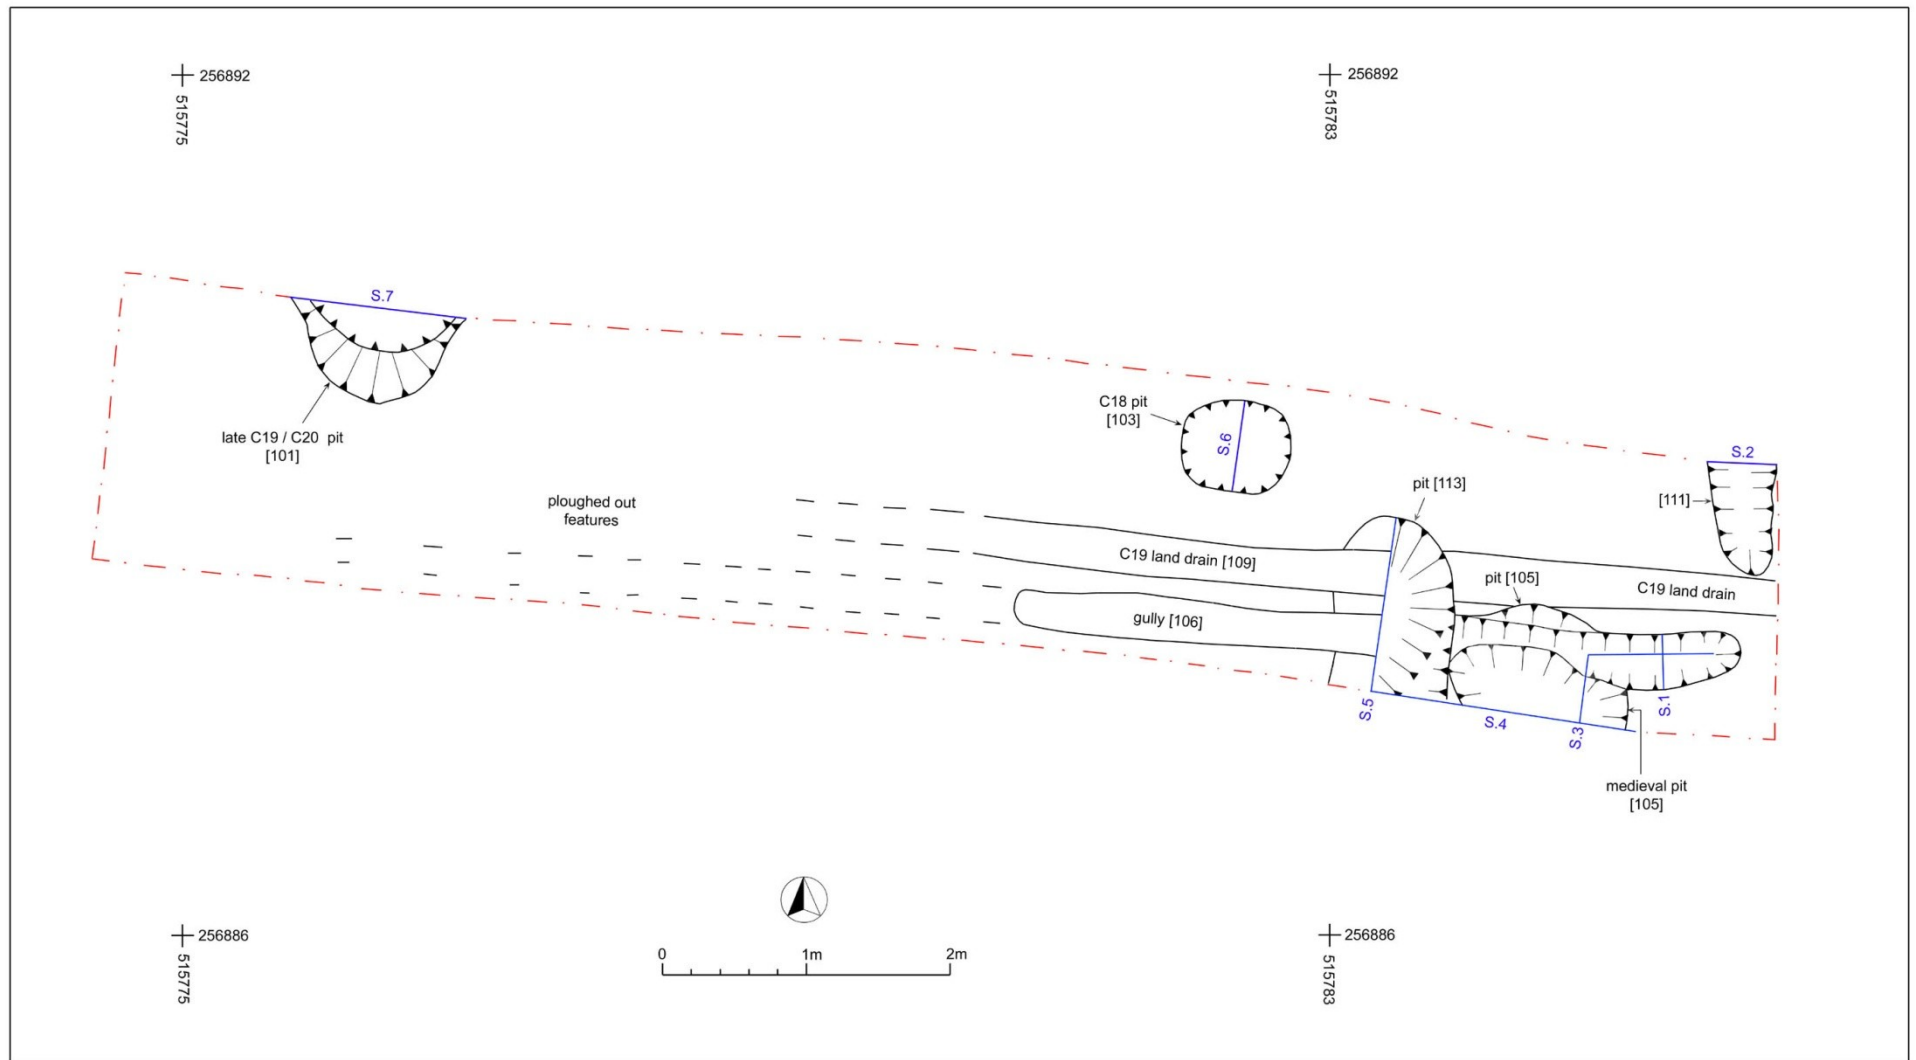 256892
256892
515775
515783
S.7
C18 pit
[103]
S.6
late C19 / C20  pit
[101]
S.2
pit [113]
[111]
ploughed out
features
C19 land drain [109]
pit [105]
C19 land drain
gully [106]
S.5
S.4
S.3
S.1
medieval pit
[105]
256886
256886
515775
515783
0
1m
2m